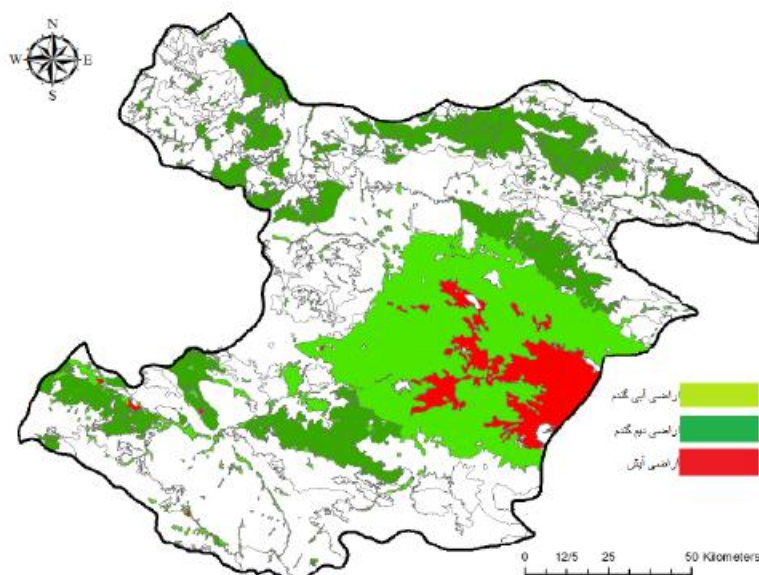 N
W E
S
اراضی آبی گندم
اراضی دیم گندم
اراضی آیش
0 12/5 25 50 Kilometers